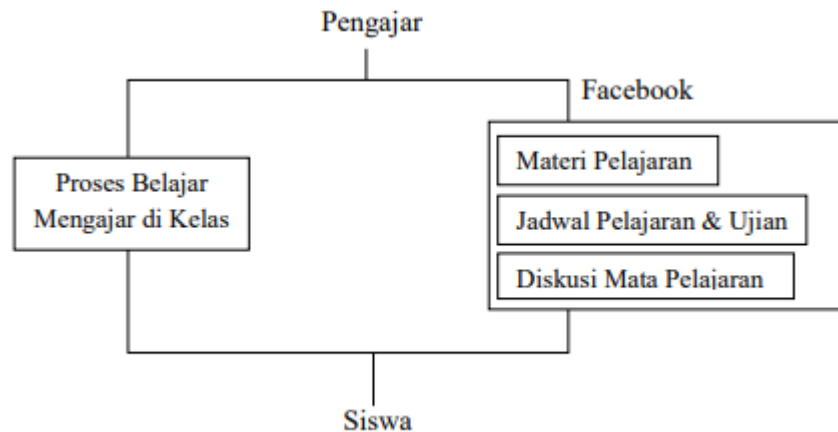 Pengajar
Facebook
Proses Belajar
Mengajar di Kelas
Materi Pelajaran
Jadwal Pelajaran & Ujian
Diskusi Mata Pelajaran
Siswa